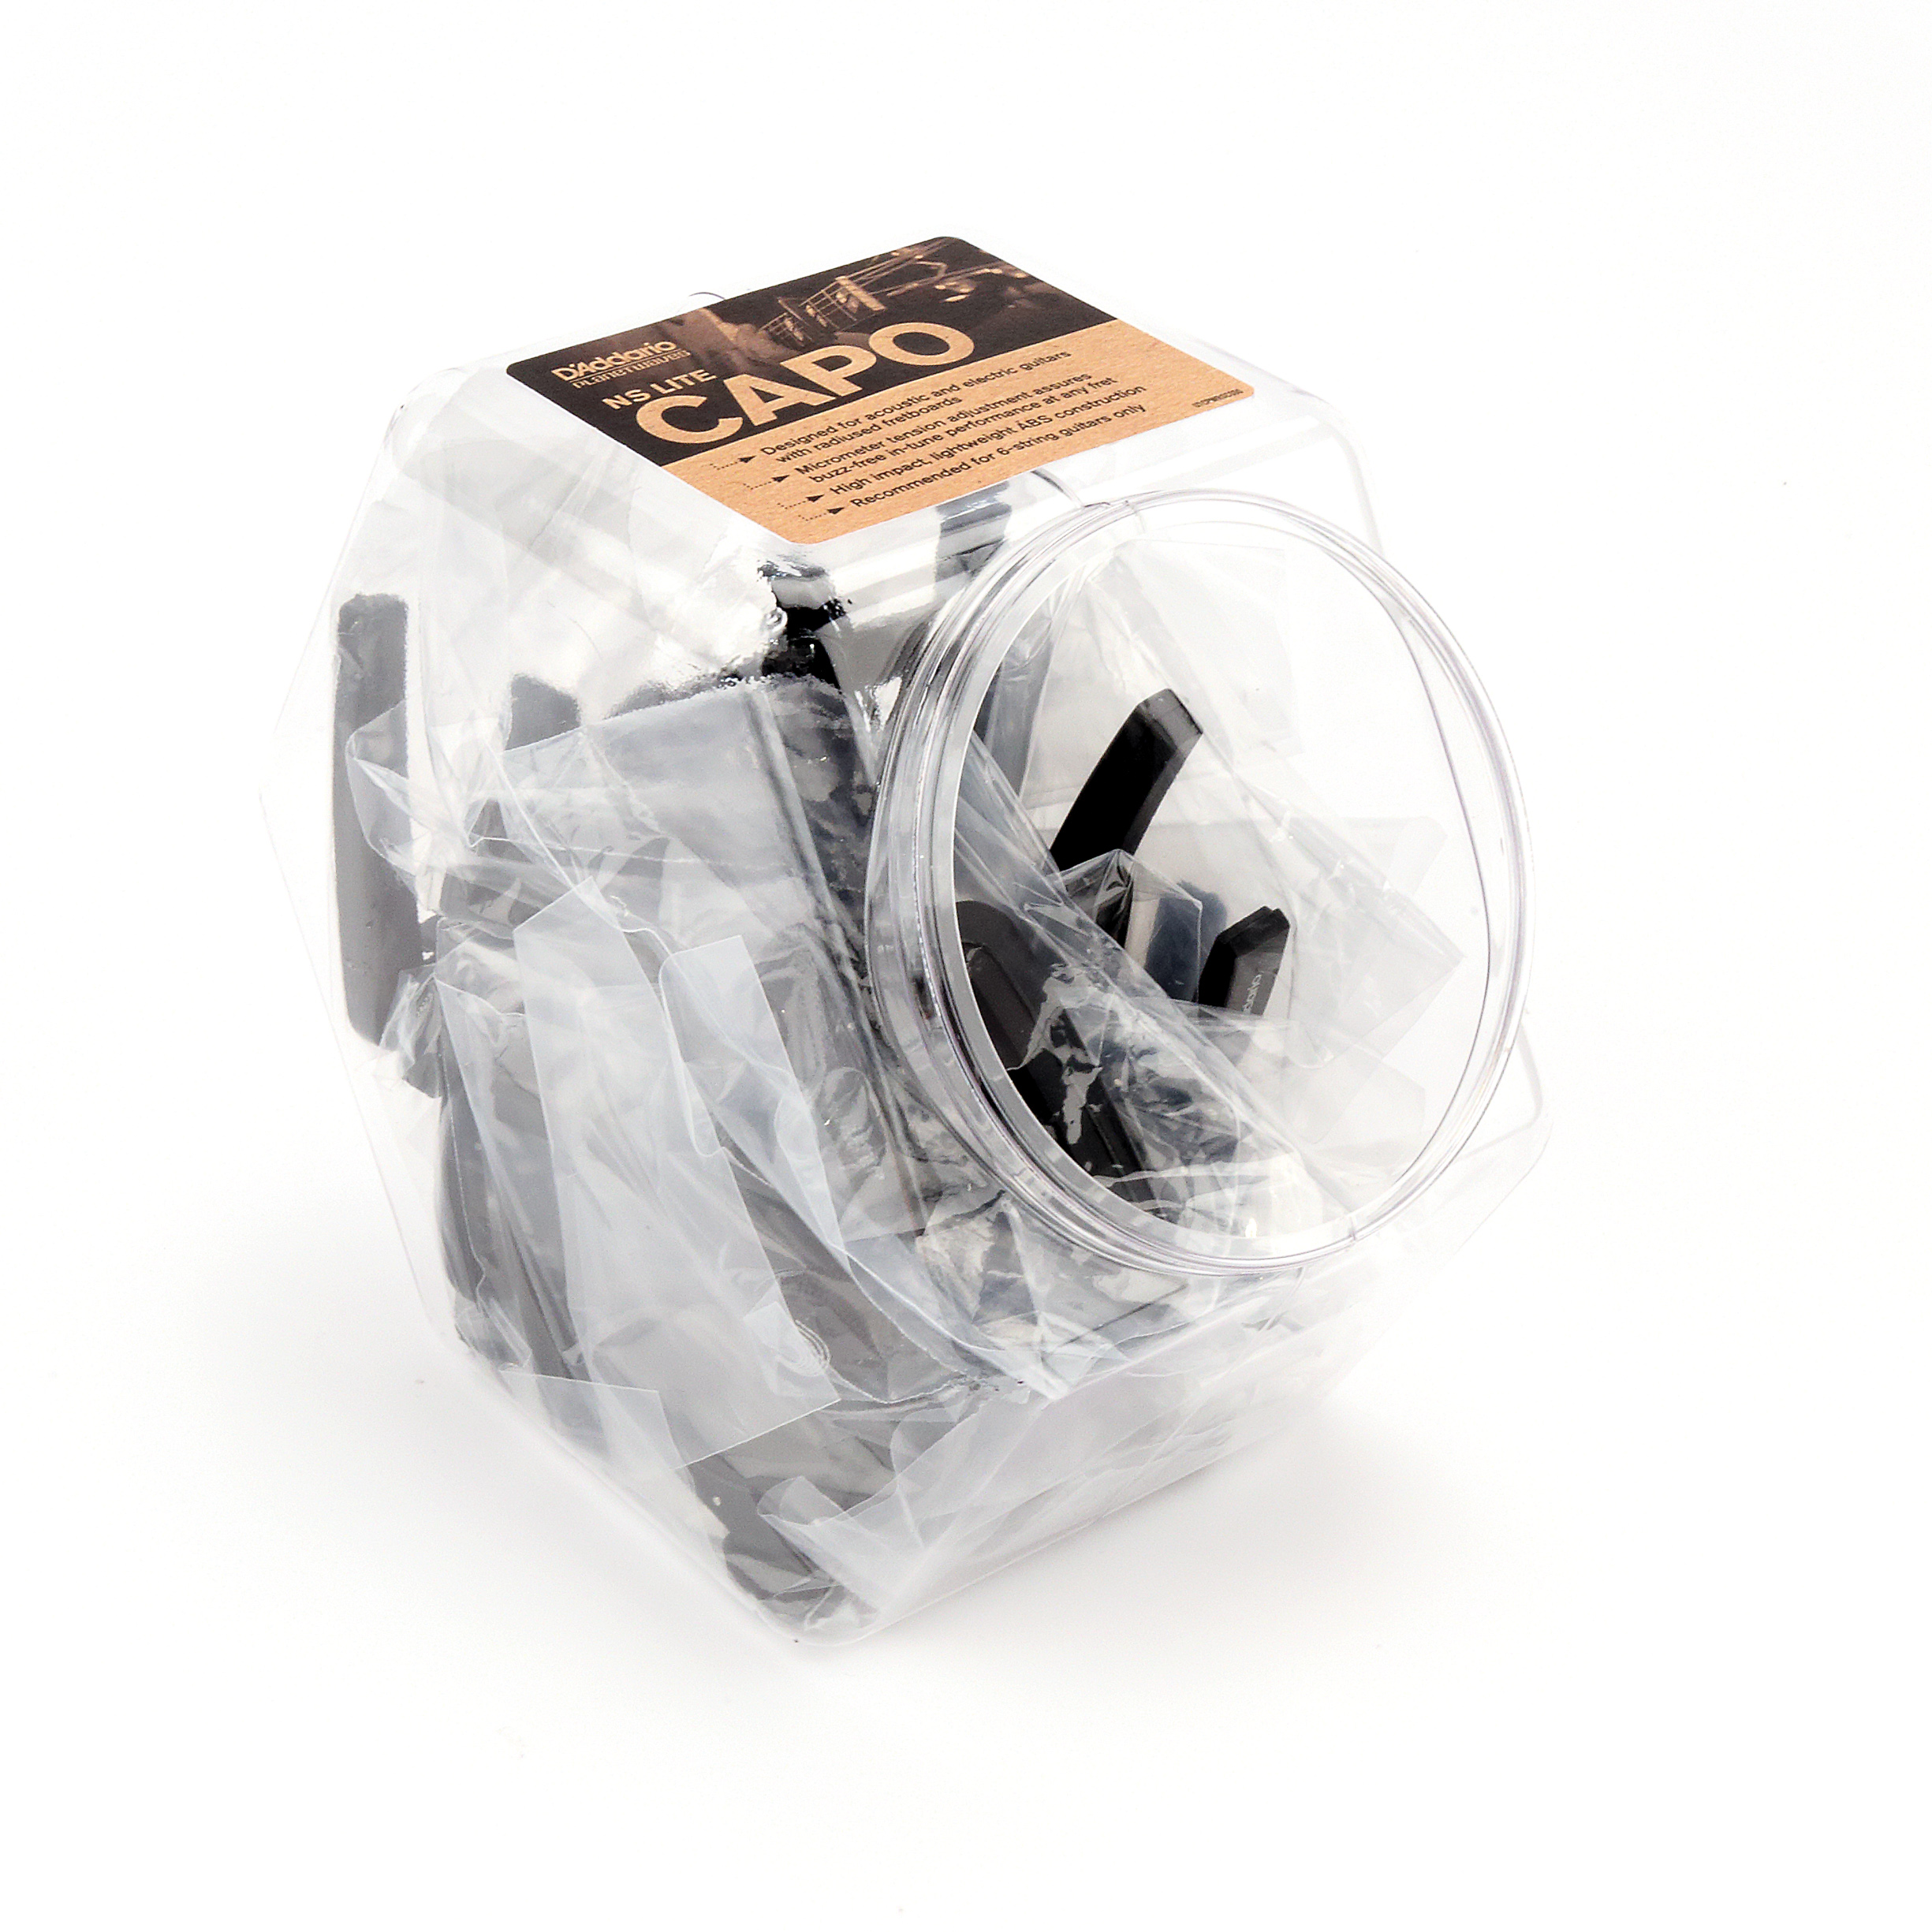 D'Addario
PLANET WAVES
NS LITE
CAPO
Designed for acoustic and electric guitars
with radiused fretboards
Micrometer tension adjustment assures
buzz-free in-tune performance at any fret
High impact, lightweight ABS construction
Recommended for 6-string guitars only